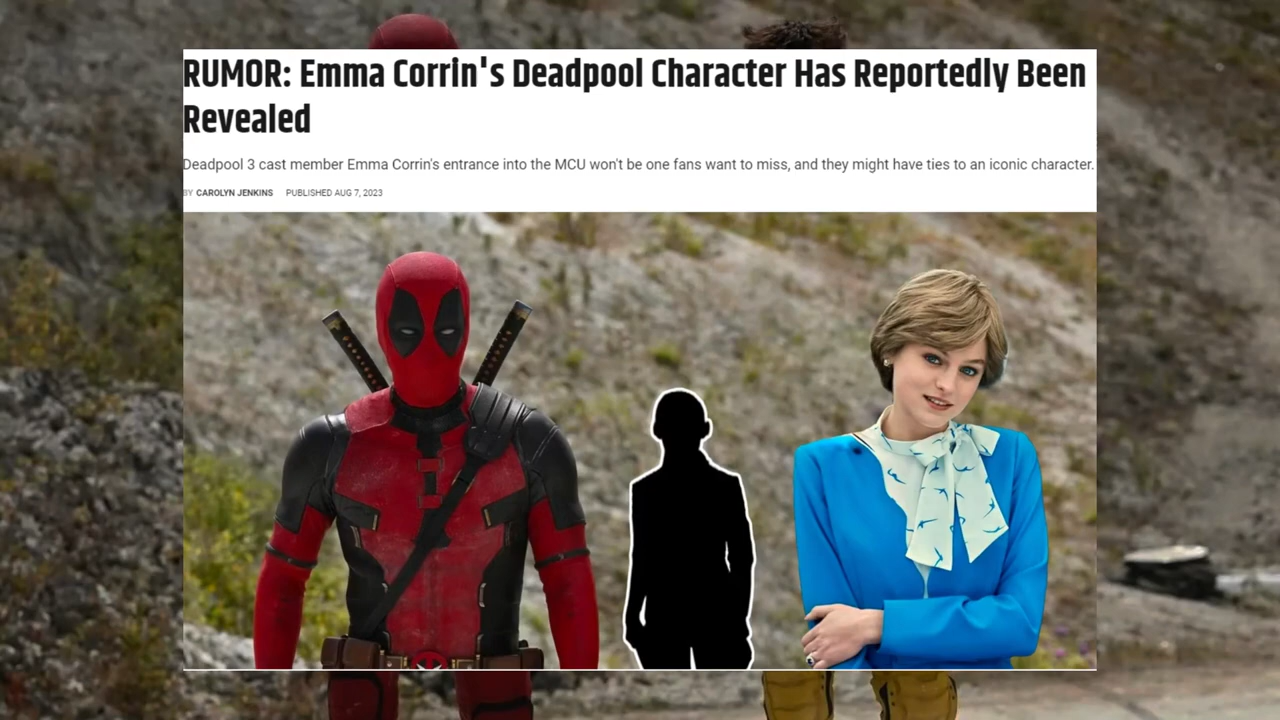 RUMOR: Emma Corrin's Deadpool Character Has Reportedly Been
Revealed
Deadpool 3 cast member Emma Corrin's entrance into the MCU won't be one fans want to miss, and they might have ties to an iconic character.
BY CAROLYN JENKINS PUBLISHED AUG 7, 2023